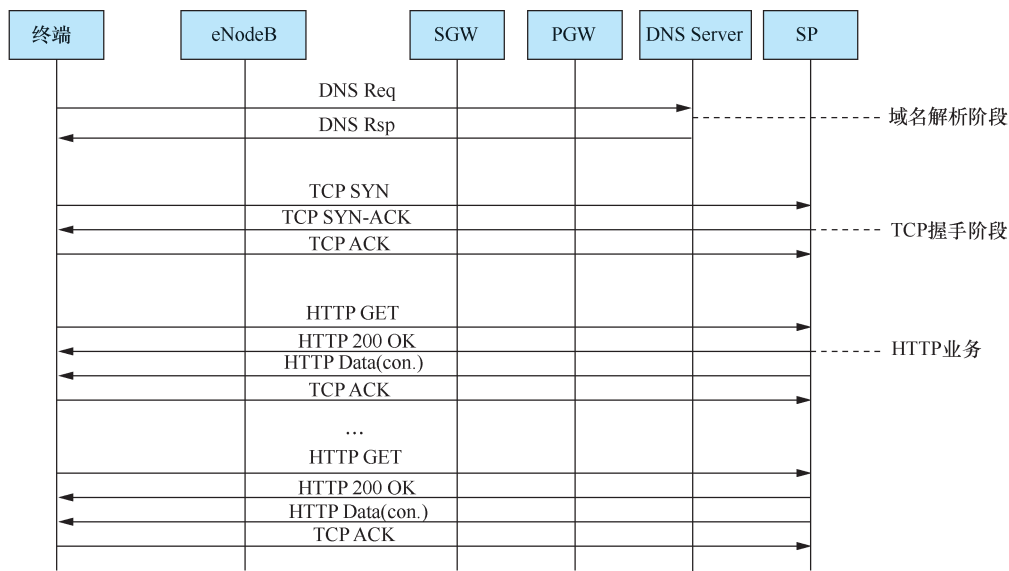 终端
eNodeB
SGW
PGW
DNS Server
SP
DNS Req
DNS Rsp
域名解析阶段
TCP SYN
TCP SYN-ACK
TCP ACK
TCP握手阶段
HTTP GET
HTTP 200 OK
HTTP Data(con.)
TCP ACK
HTTP业务
...
HTTP GET
HTTP 200 OK
HTTP Data(con.)
TCP ACK